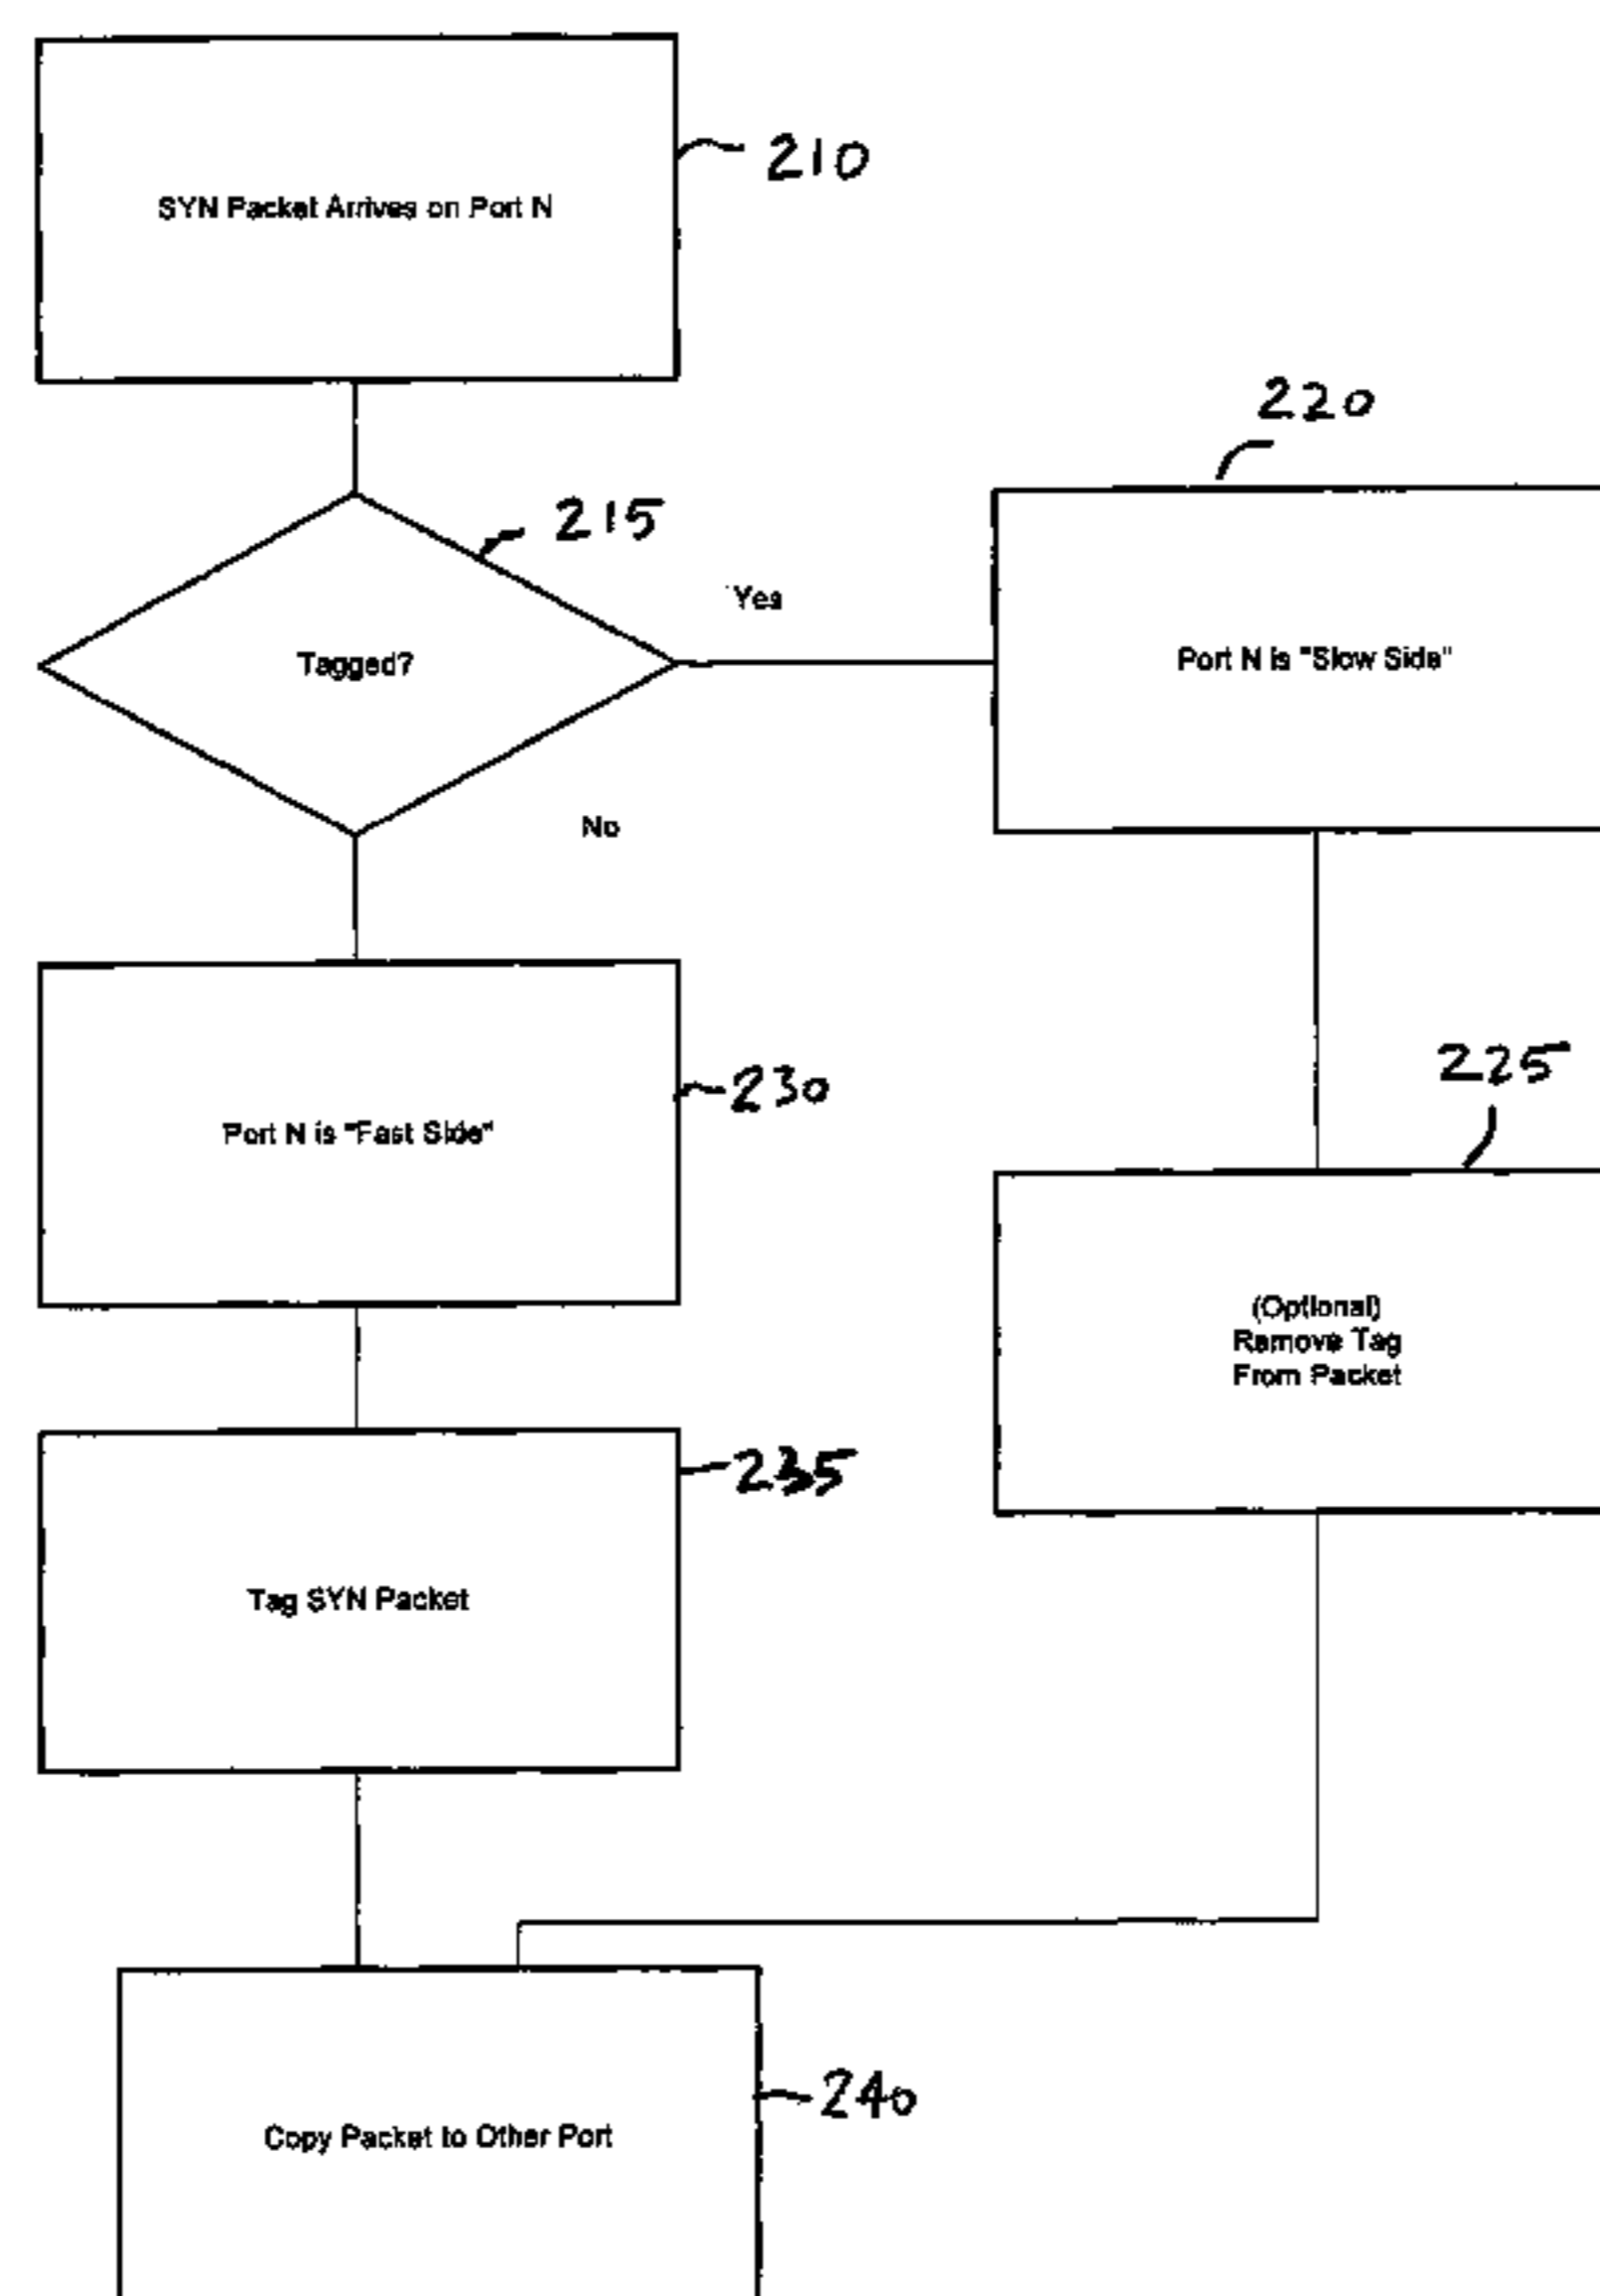 SYN Packet Arrives on Port N
210
220
215
Yes
Tagged?
Port N is "Slow Side"
No
225
230
Port N is "Fast Side"
(Optional)
Remove Tag
From Packet
235
Tag SYN Packet
240
Copy Packet to Other Port